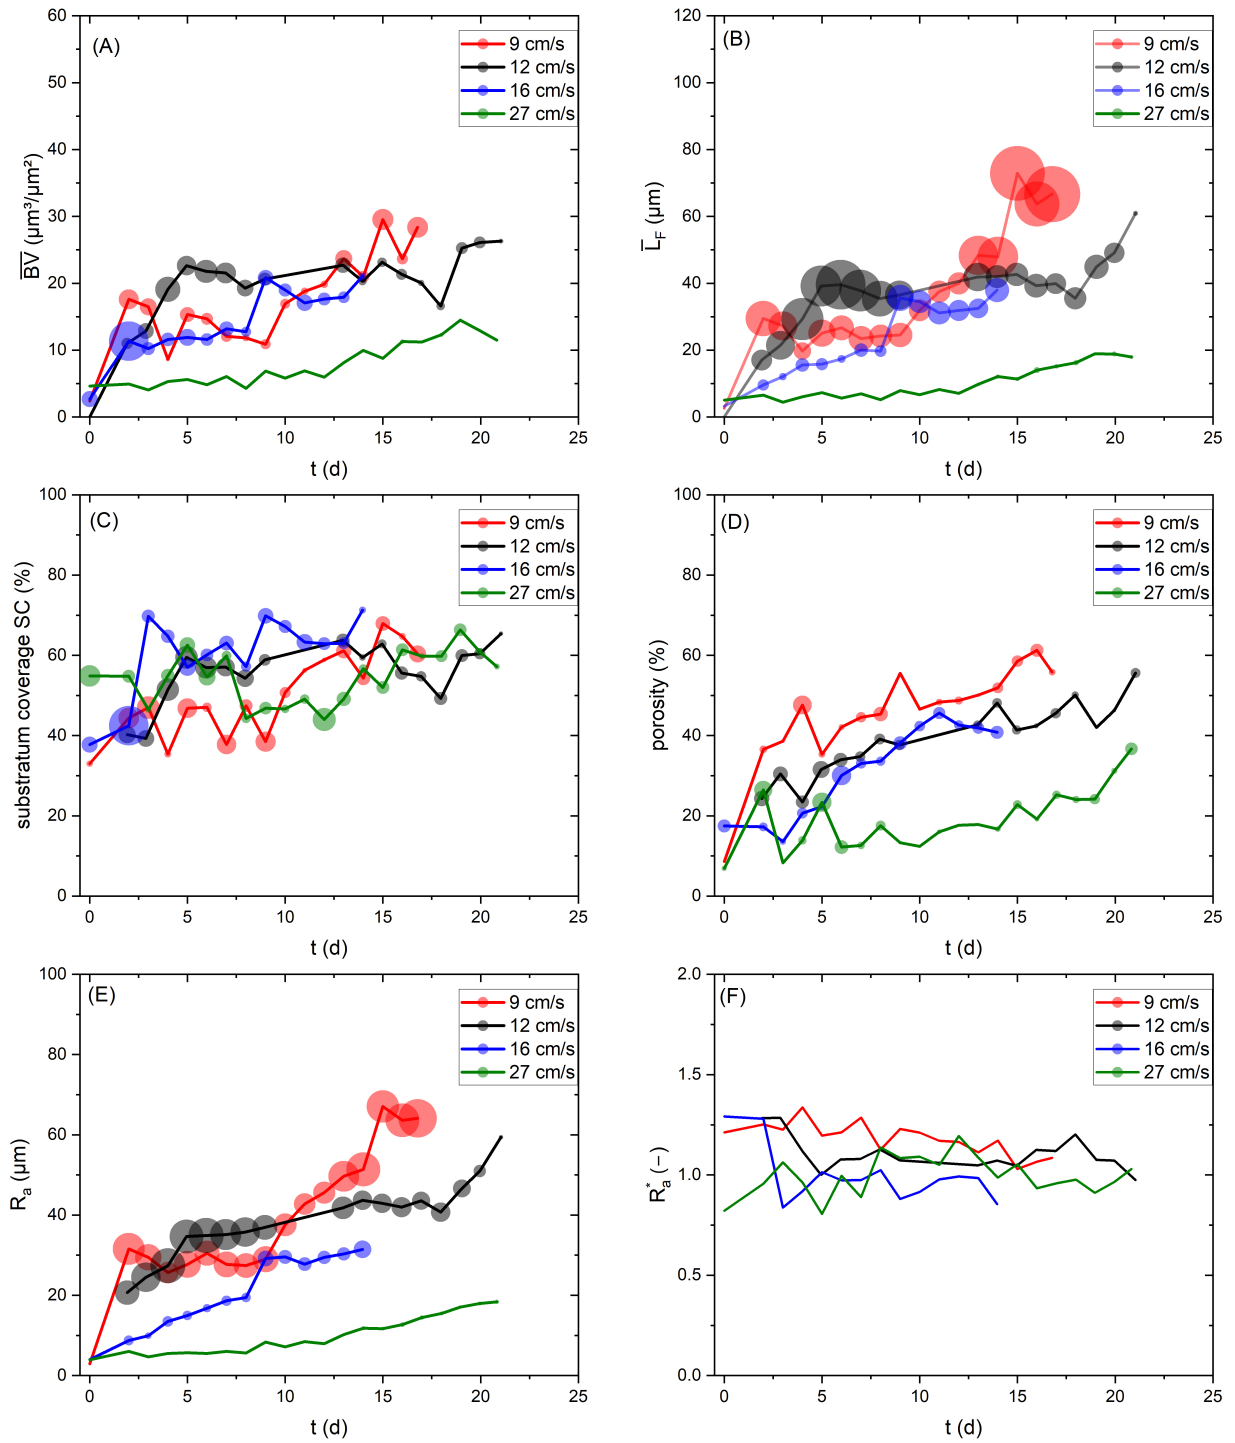 (A)
60
50
40
30
20
10
0
BV (µm³/µm²)
0 5 10 15 20 25
t (d)
9 cm/s
12 cm/s
16 cm/s
27 cm/s
(B)
120
100
80
60
40
20
0
L̅F (µm)
0 5 10 15 20 25
t (d)
9 cm/s
12 cm/s
16 cm/s
27 cm/s
(C)
100
80
60
40
20
0
substratum coverage SC (%)
0 5 10 15 20 25
t (d)
9 cm/s
12 cm/s
16 cm/s
27 cm/s
(D)
100
80
60
40
20
0
porosity (%)
0 5 10 15 20 25
t (d)
9 cm/s
12 cm/s
16 cm/s
27 cm/s
(E)
100
80
60
40
20
0
Ra (µm)
0 5 10 15 20 25
t (d)
9 cm/s
12 cm/s
16 cm/s
27 cm/s
(F)
2.0
1.5
1.0
0.5
0.0
Ra* (−)
0 5 10 15 20 25
t (d)
9 cm/s
12 cm/s
16 cm/s
27 cm/s